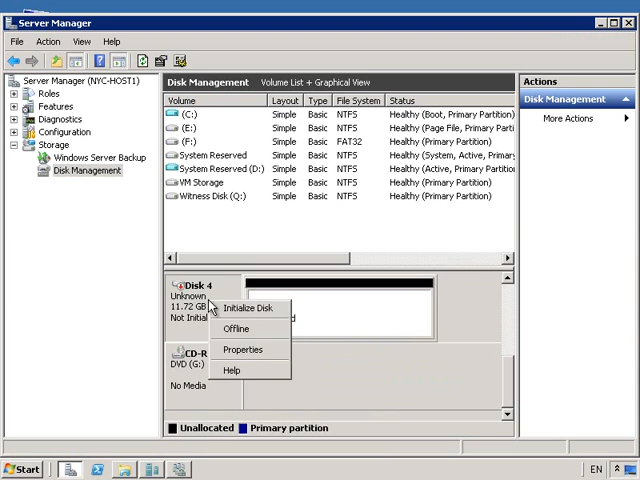 Server Manager
File Action View Help
Server Manager (NYC-HOST1)
Roles
Features
Diagnostics
Configuration
Storage
Windows Server Backup
Disk Management
Disk Management Volume List + Graphical View
Volume Layout Type File System Status
(C:) Simple Basic NTFS Healthy (Boot, Primary Partition)
(E:) Simple Basic NTFS Healthy (Page File, Primary Partition)
(F:) Simple Basic FAT32 Healthy (Primary Partition)
System Reserved Simple Basic NTFS Healthy (System, Active, Primary Partition)
System Reserved (D:) Simple Basic NTFS Healthy (Active, Primary Partition)
VM Storage Simple Basic NTFS Healthy (Primary Partition)
Witness Disk (Q:) Simple Basic NTFS Healthy (Primary Partition)
Disk 4
Unknown
11.72 GB
Not Initial
Initialize Disk
Offline
Properties
Help
CD-R
DVD (G:)
No Media
Unallocated Primary partition
Actions
Disk Management
More Actions
Start
EN